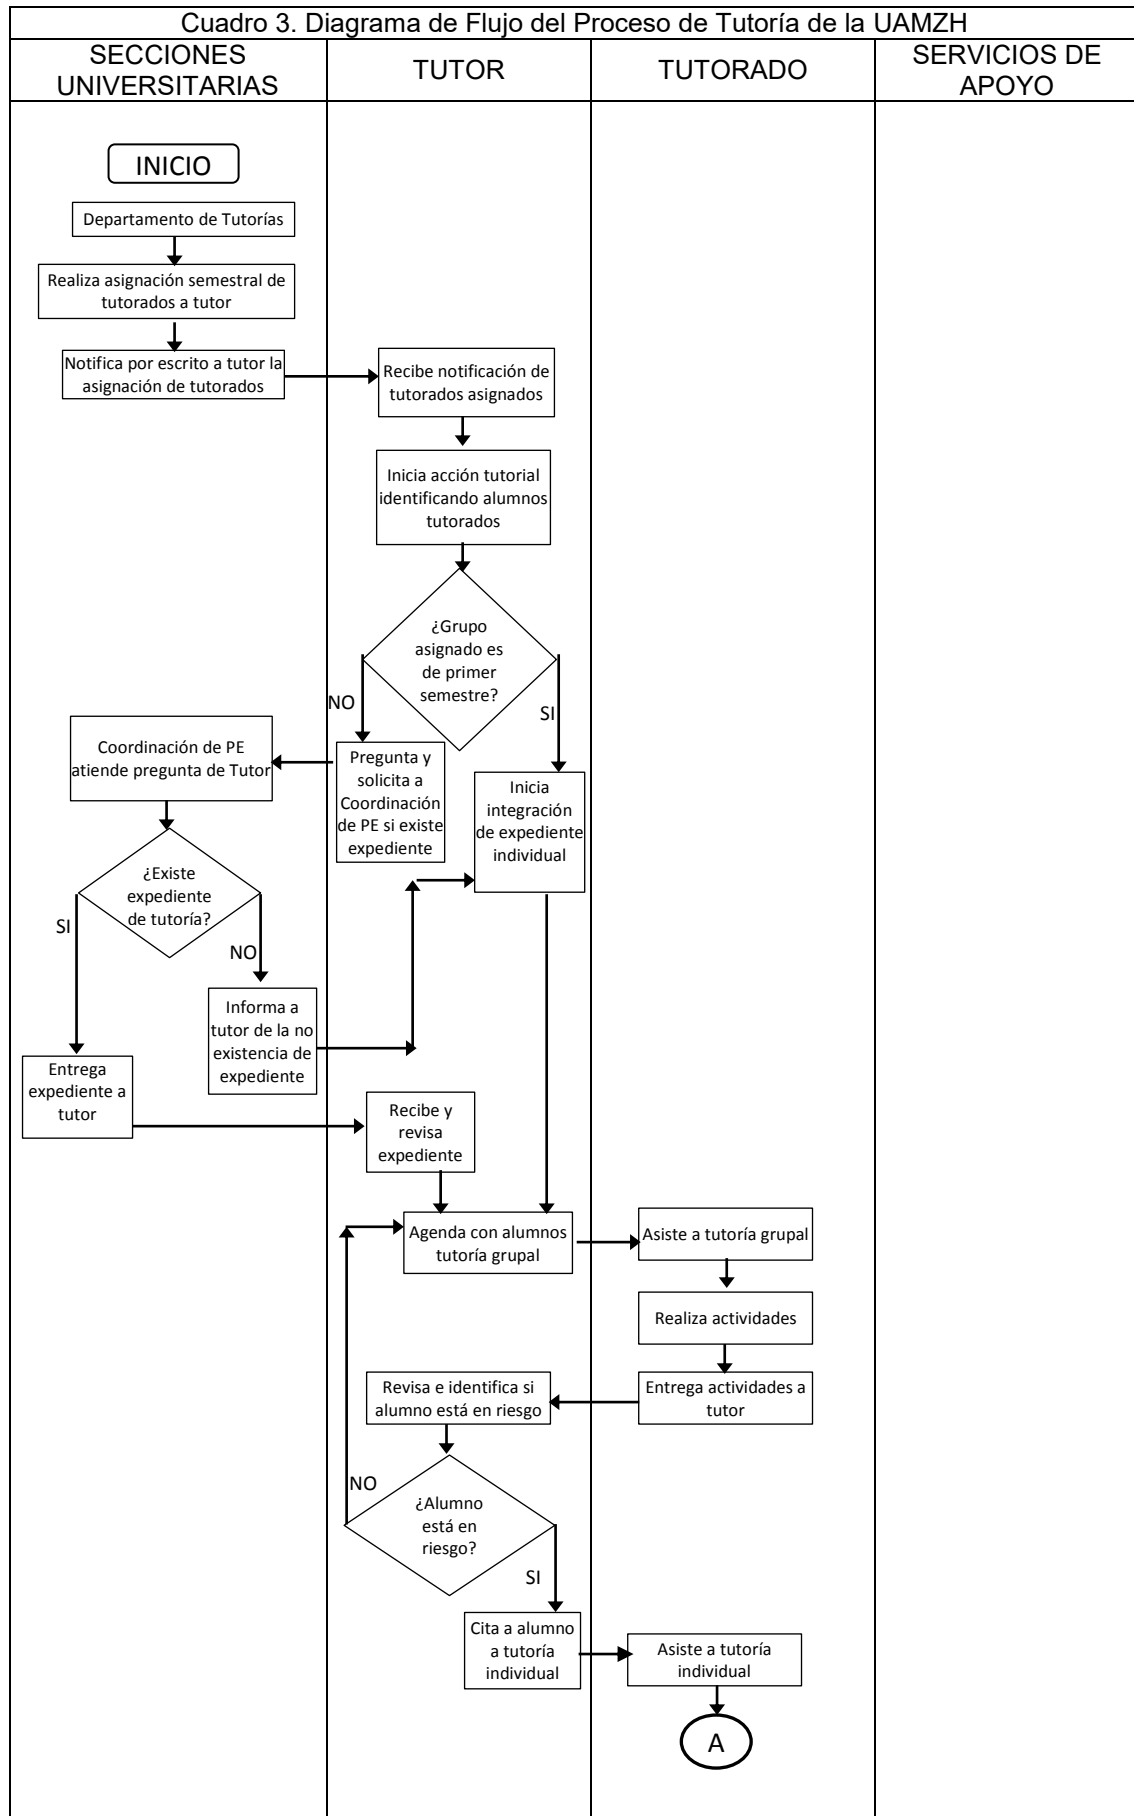 Cuadro 3. Diagrama de Flujo del Proceso de Tutoría de la UAMZH
SECCIONES
UNIVERSITARIAS
TUTOR
TUTORADO
SERVICIOS DE
APOYO
INICIO
Departamento de Tutorías
Realiza asignación semestral de
tutorados a tutor
Notifica por escrito a tutor la
asignación de tutorados
Recibe notificación de
tutorados asignados
Inicia acción tutorial
identificando alumnos
tutorados
¿Grupo
asignado es
de primer
semestre?
NO
SI
Coordinación de PE
atiende pregunta de Tutor
Pregunta y
solicita a
Coordinación
de PE si existe
expediente
Inicia
integración
de expediente
individual
¿Existe
expediente
de tutoría?
SI
NO
Informa a
tutor de la no
existencia de
expediente
Entrega
expediente a
tutor
Recibe y
revisa
expediente
Agenda con alumnos
tutoría grupal
Asiste a tutoría grupal
Realiza actividades
Entrega actividades a
tutor
Revisa e identifica si
alumno está en riesgo
NO
¿Alumno
está en
riesgo?
SI
Cita a alumno
a tutoría
individual
Asiste a tutoría
individual
A